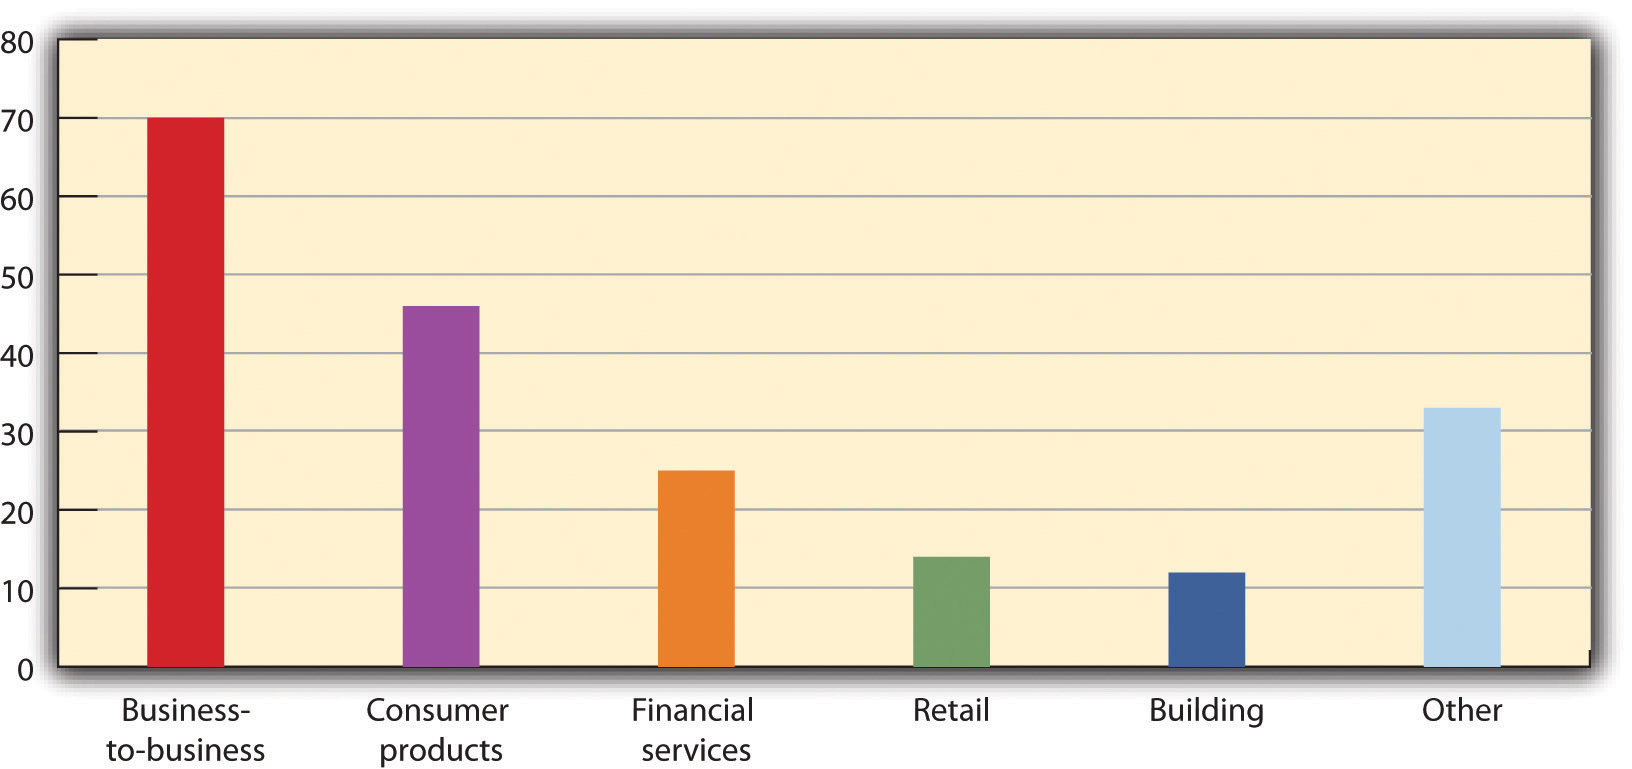 80
70
60
50
40
30
20
10
0
Business-
to-business
Consumer
products
Financial
services
Retail
Building
Other